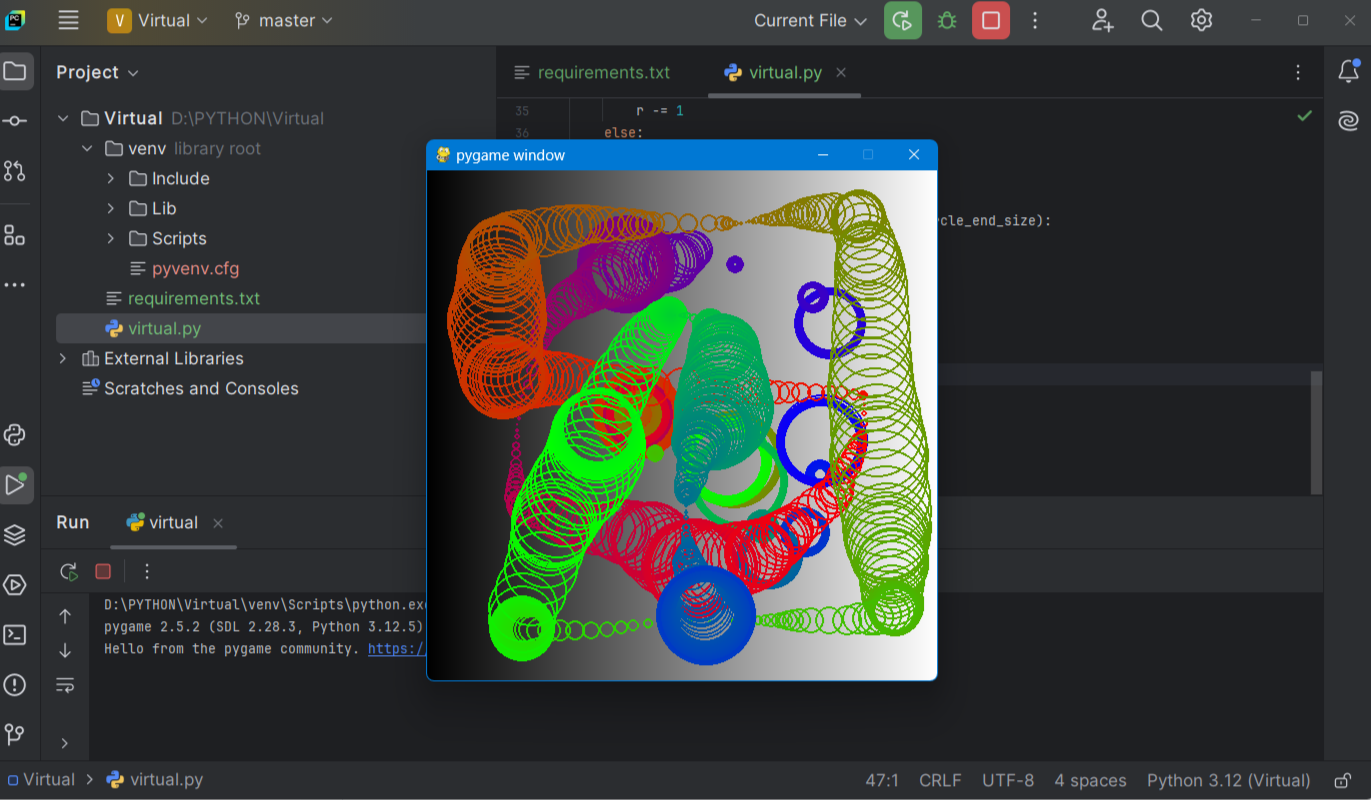 PC
V Virtual master Current File
Project
requirements.txt virtual.py
Virtual D:\PYTHON\Virtual
venv library root
Include
Lib
Scripts
pyvenv.cfg
requirements.txt
virtual.py
External Libraries
Scratches and Consoles
35 r -= 1
36 else:
pygame window
cle_end_size):
Run virtual
D:\PYTHON\Virtual\venv\Scripts\python.exe
pygame 2.5.2 (SDL 2.28.3, Python 3.12.5)
Hello from the pygame community. https:/
Virtual > virtual.py 47:1 CRLF UTF-8 4 spaces Python 3.12 (Virtual)